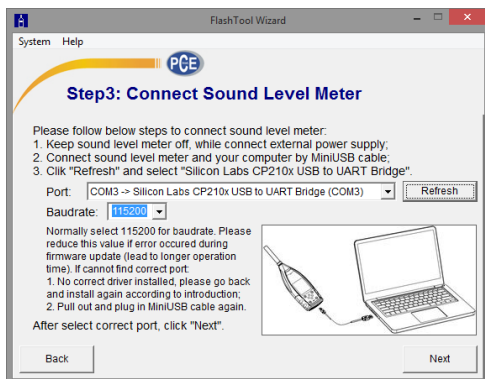 FlashTool Wizard
System Help
PCE
Step3: Connect Sound Level Meter
Please follow below steps to connect sound level meter:
1. Keep sound level meter off, while connect external power supply;
2. Connect sound level meter and your computer by MiniUSB cable;
3. Clik "Refresh" and select "Silicon Labs CP210x USB to UART Bridge".
Port: COM3 -> Silicon Labs CP210x USB to UART Bridge (COM3) Refresh
Baudrate: 115200
Normally select 115200 for baudrate. Please
reduce this value if error occured during
firmware update (lead to longer operation
time). If cannot find correct port:
1. No correct driver installed, please go back
and install again according to introduction;
2. Pull out and plug in MiniUSB cable again.
After select correct port, click "Next".
Back Next